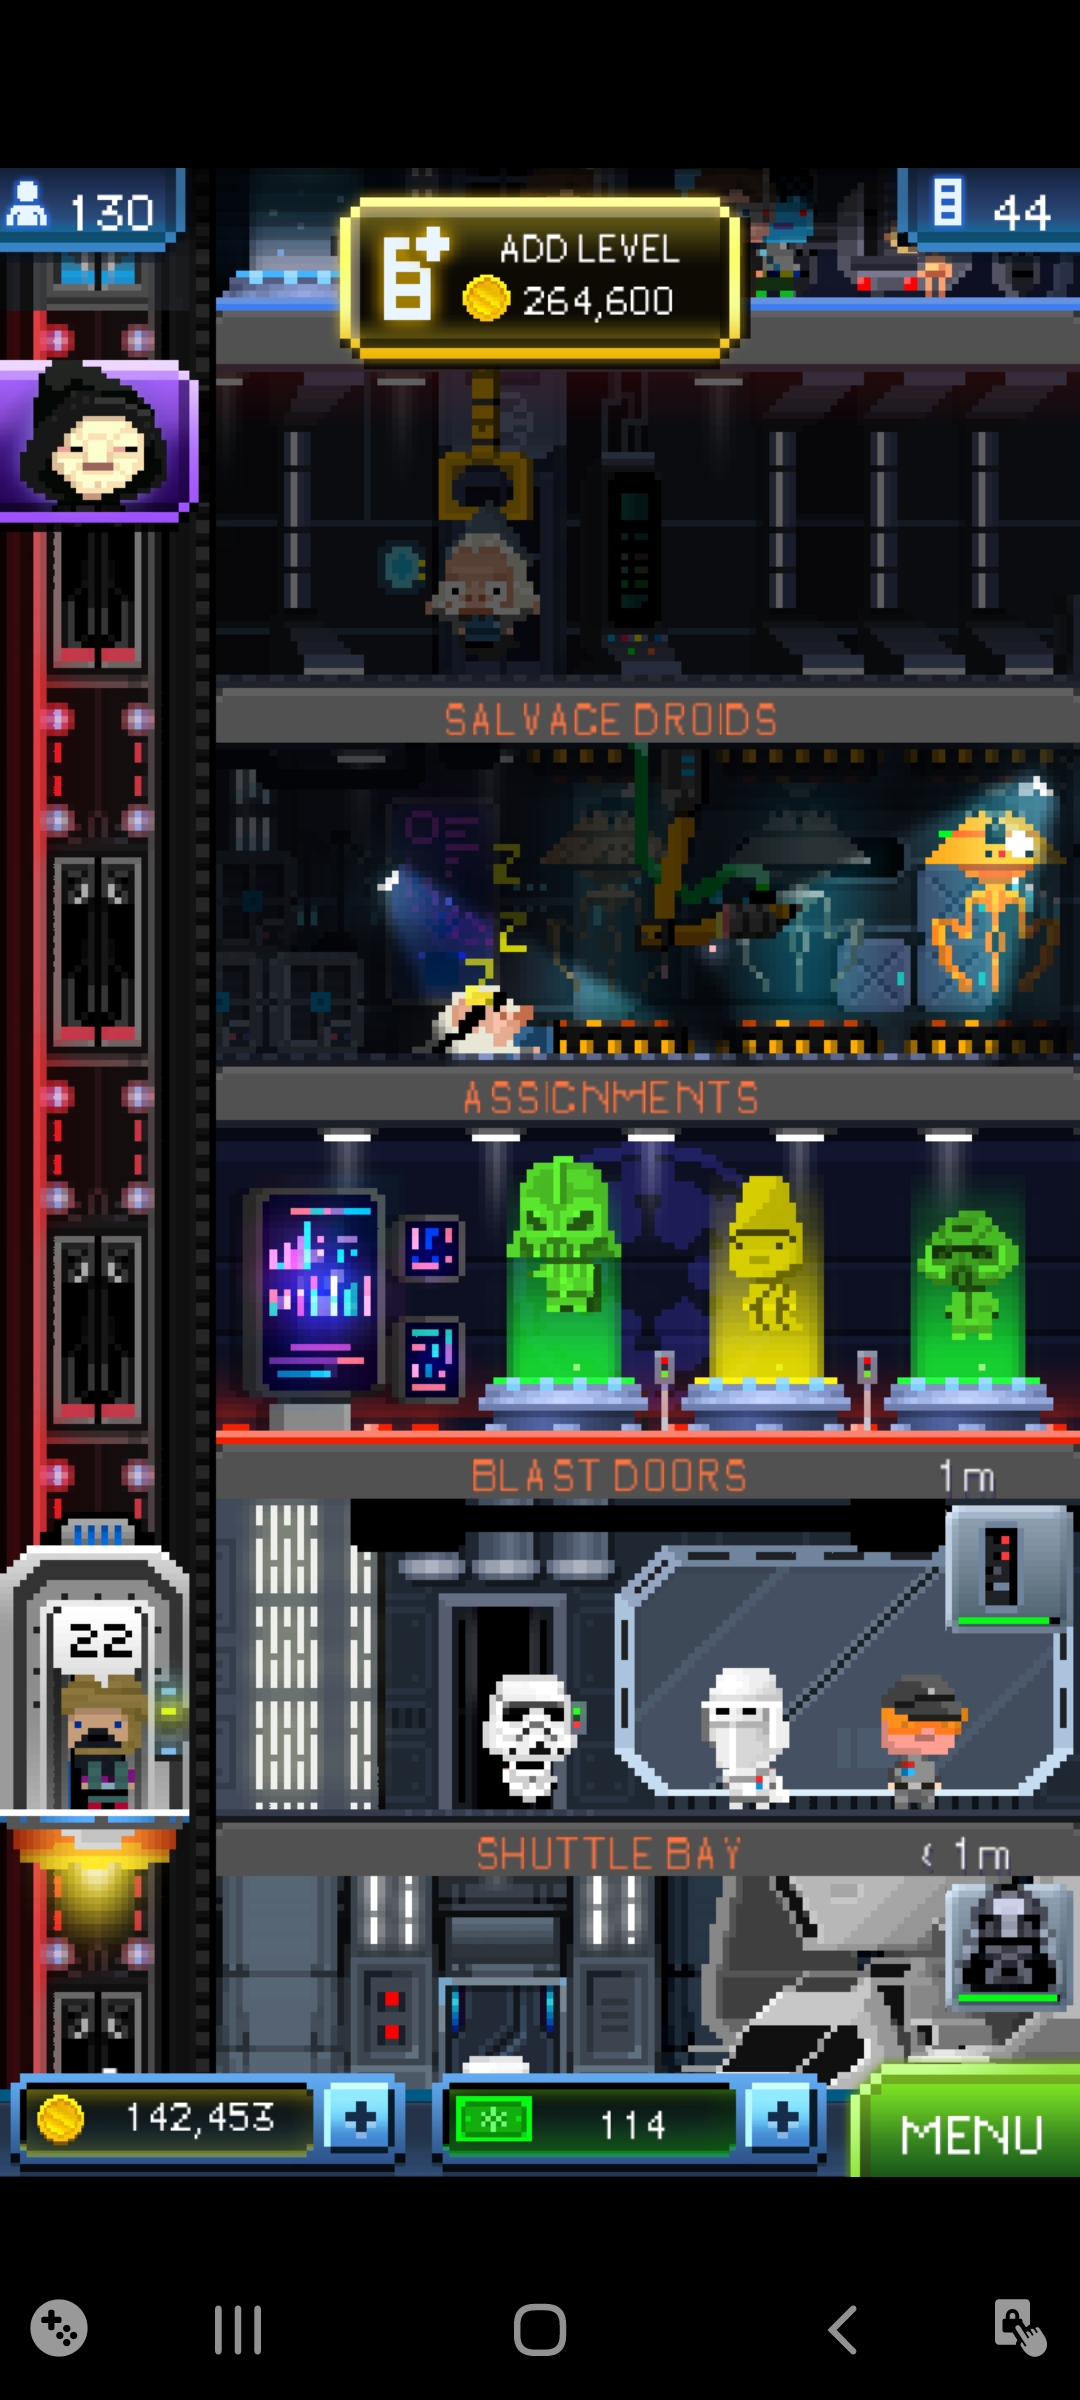 130
44
ADD LEVEL
264,600
SALVAGE DROIDS
Z
Z
Z
ASSIGNMENTS
BLAST DOORS 1m
22
SHUTTLE BAY < 1m
142,453
114
MENU